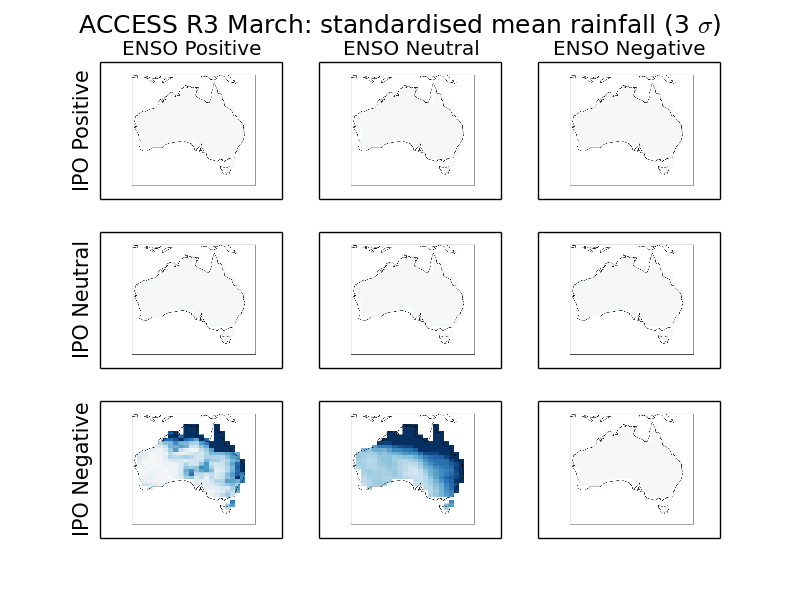 ACCESS R3 March: standardised mean rainfall (3 σ)
ENSO Positive ENSO Neutral ENSO Negative
IPO Positive
IPO Neutral
IPO Negative